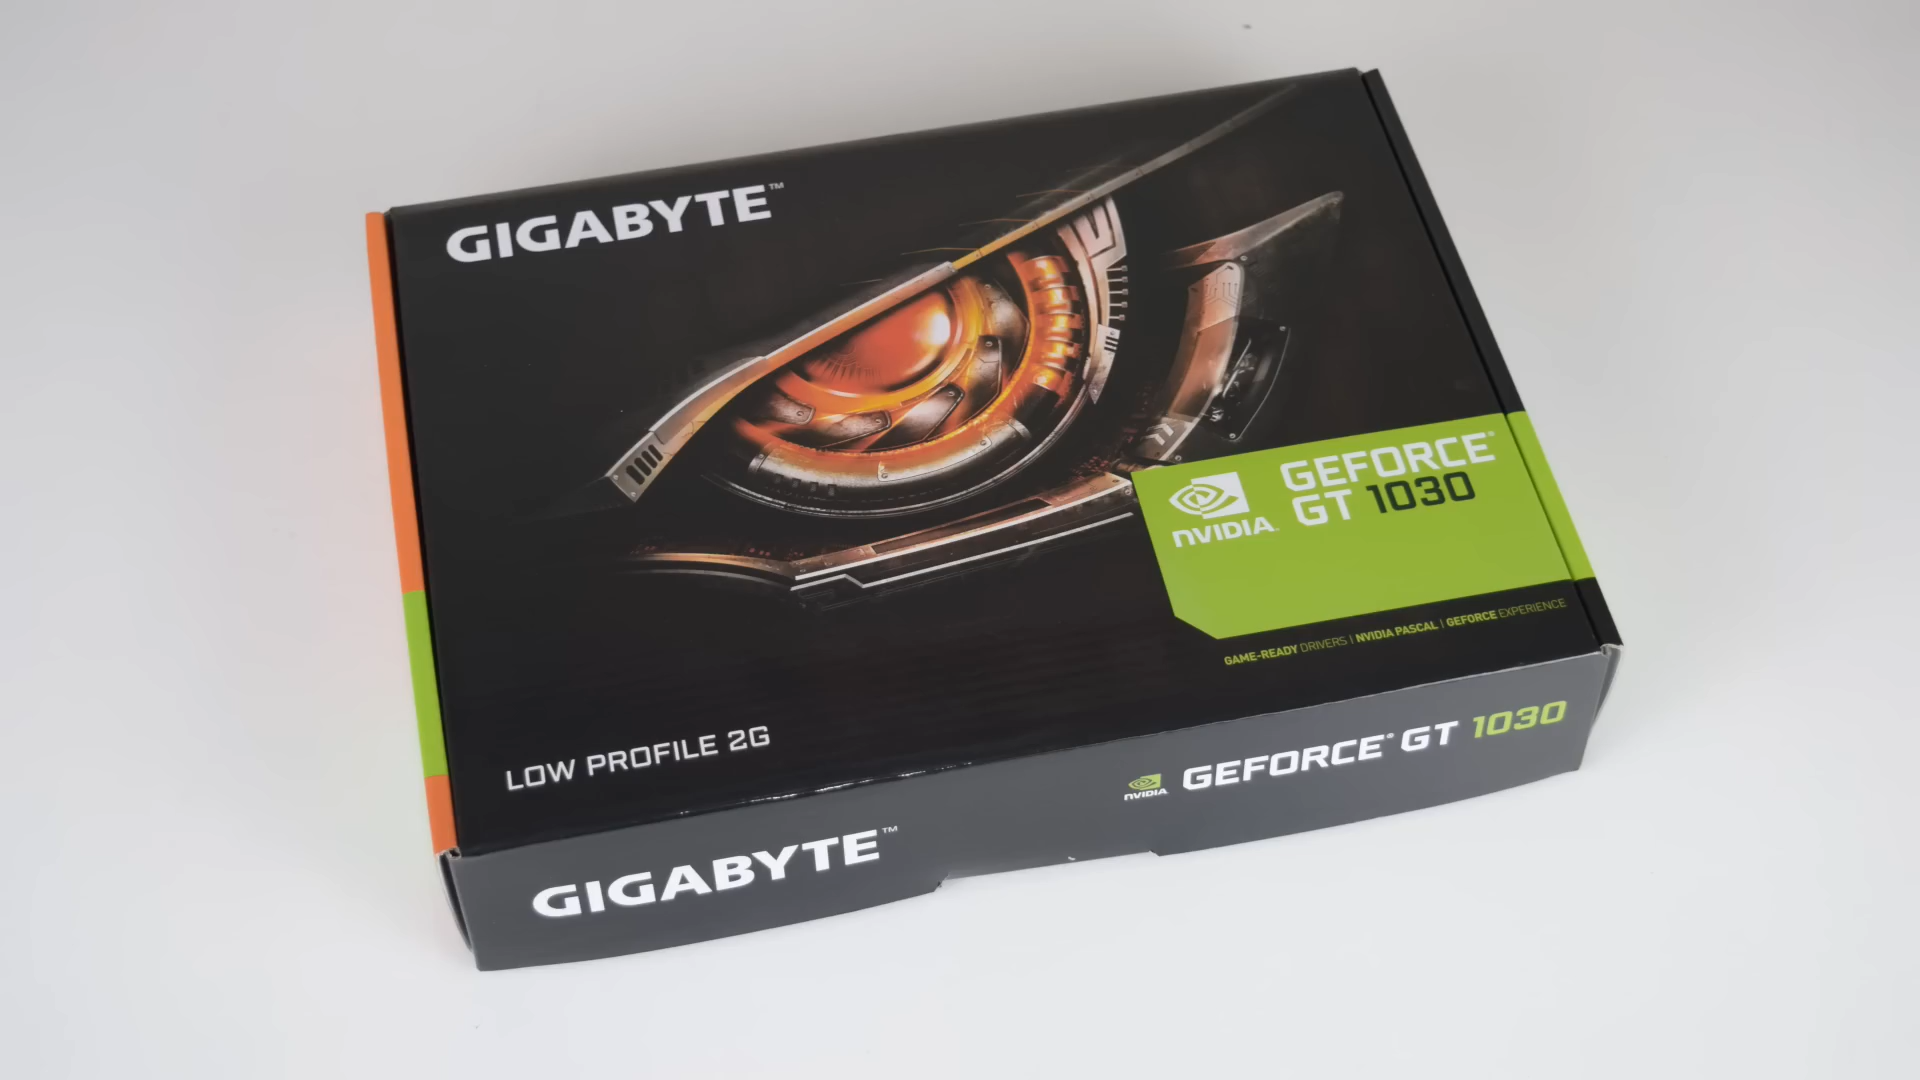 GIGABYTE™
NVIDIA
GEFORCE®
GT 1030
GAME-READY DRIVERS | NVIDIA PASCAL | GEFORCE EXPERIENCE
LOW PROFILE 2G
GIGABYTE™
NVIDIA
GEFORCE® GT 1030